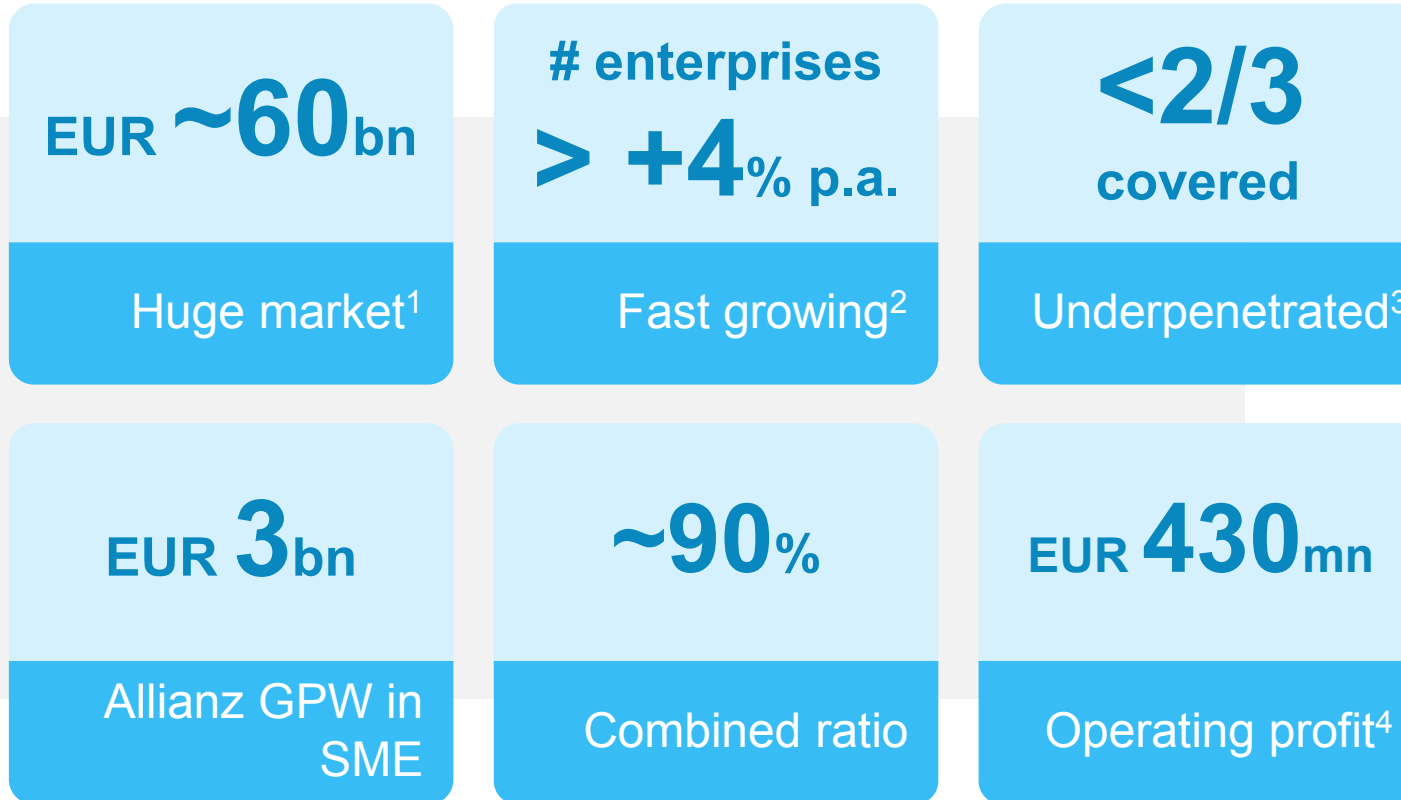 EUR ~60bn
Huge market¹
# enterprises
> +4% p.a.
Fast growing²
<2/3
covered
Underpenetrated³
EUR 3bn
Allianz GPW in
SME
~90%
Combined ratio
EUR 430mn
Operating profit⁴